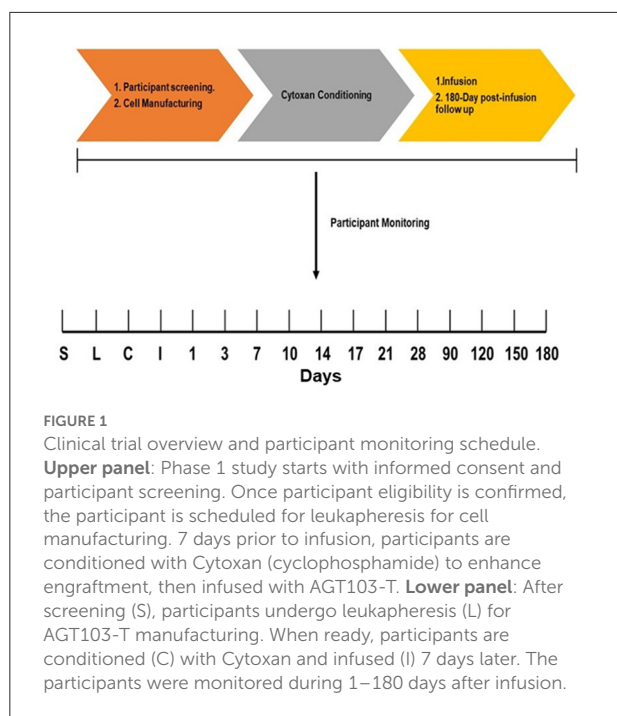 1. Participant screening.
2. Cell Manufacturing
Cytoxan Conditioning
1.Infusion
2. 180-Day post-infusion
follow up
Participant Monitoring
S L C I 1 3 7 10 14 17 21 28 90 120 150 180
Days
FIGURE 1
Clinical trial overview and participant monitoring schedule.
Upper panel: Phase 1 study starts with informed consent and
participant screening. Once participant eligibility is confirmed,
the participant is scheduled for leukapheresis for cell
manufacturing. 7 days prior to infusion, participants are
conditioned with Cytoxan (cyclophosphamide) to enhance
engraftment, then infused with AGT103-T. Lower panel: After
screening (S), participants undergo leukapheresis (L) for
AGT103-T manufacturing. When ready, participants are
conditioned (C) with Cytoxan and infused (I) 7 days later. The
participants were monitored during 1–180 days after infusion.